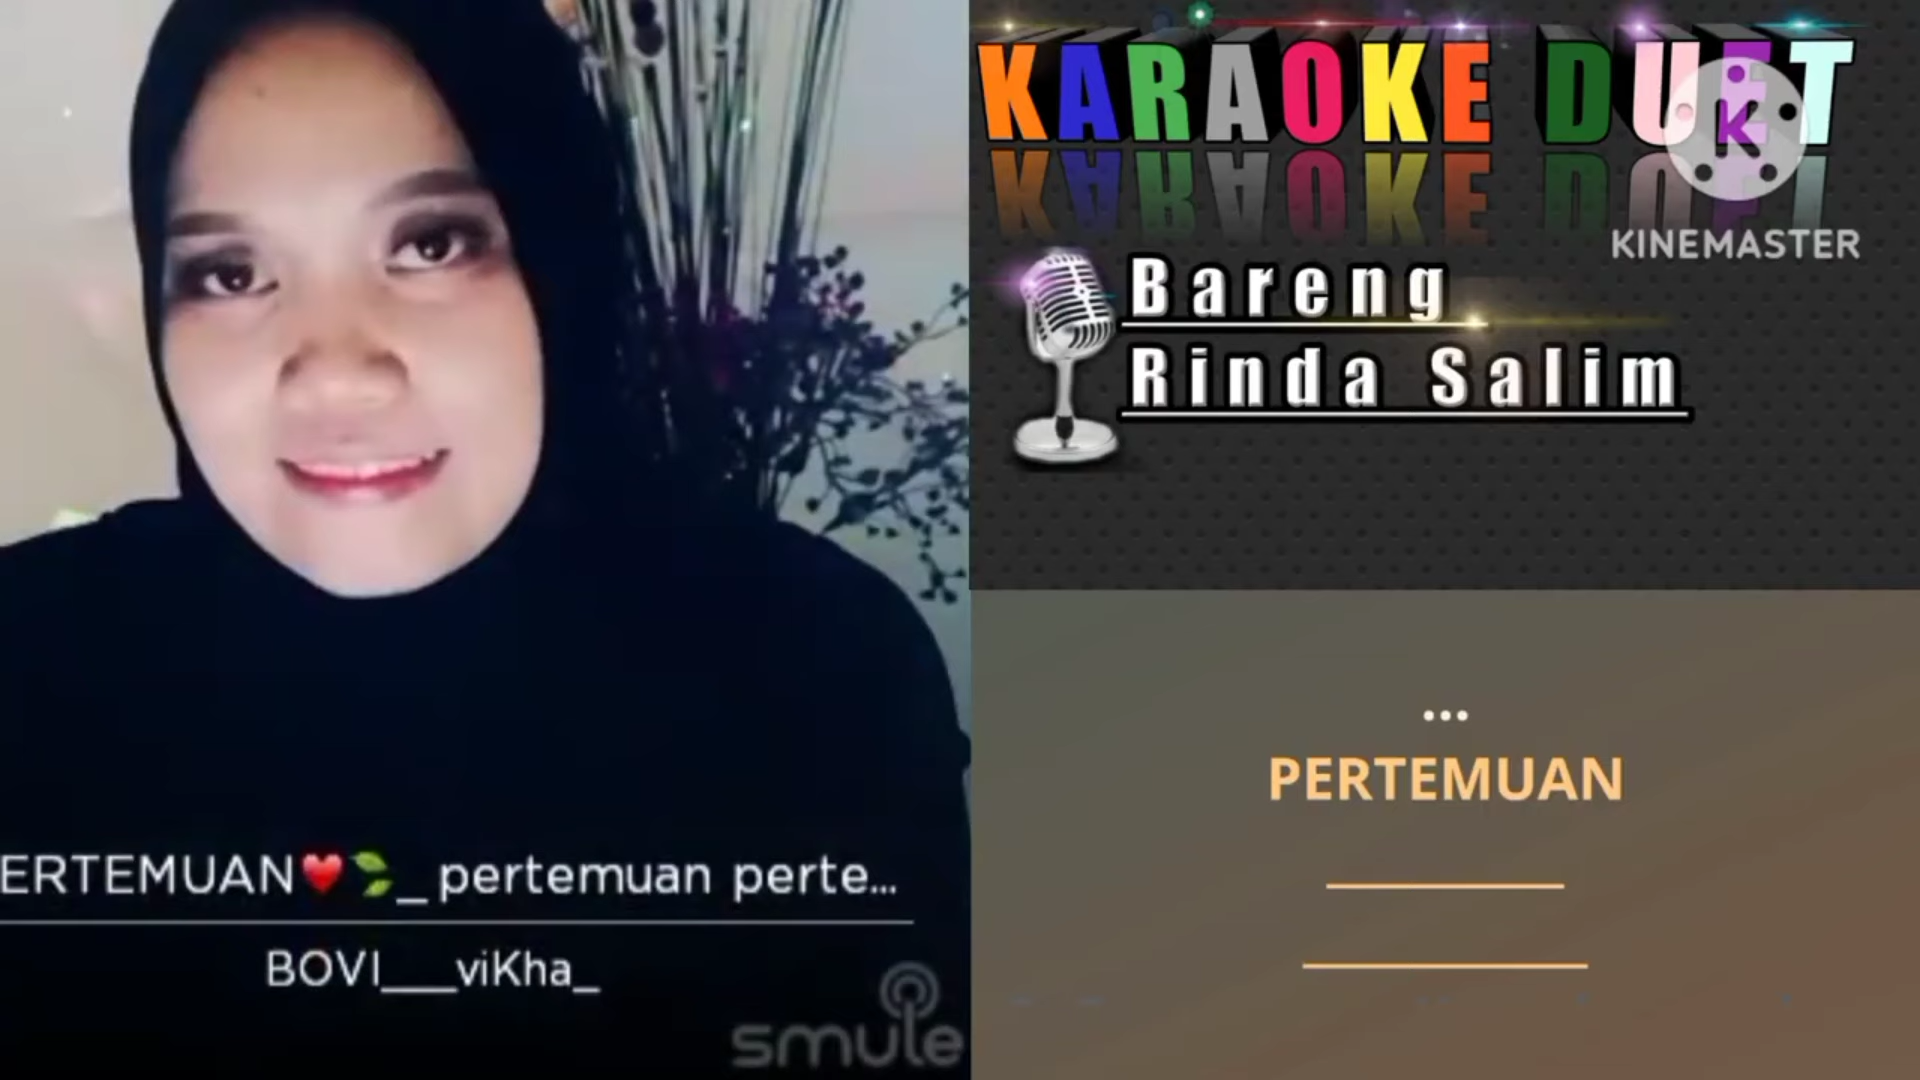 KARAOKE DUET
K
KINEMASTER
Bareng
Rinda Salim
ERTEMUAN❤️🌿_ pertemuan perte...
BOVI___viKha_
smule
...
PERTEMUAN